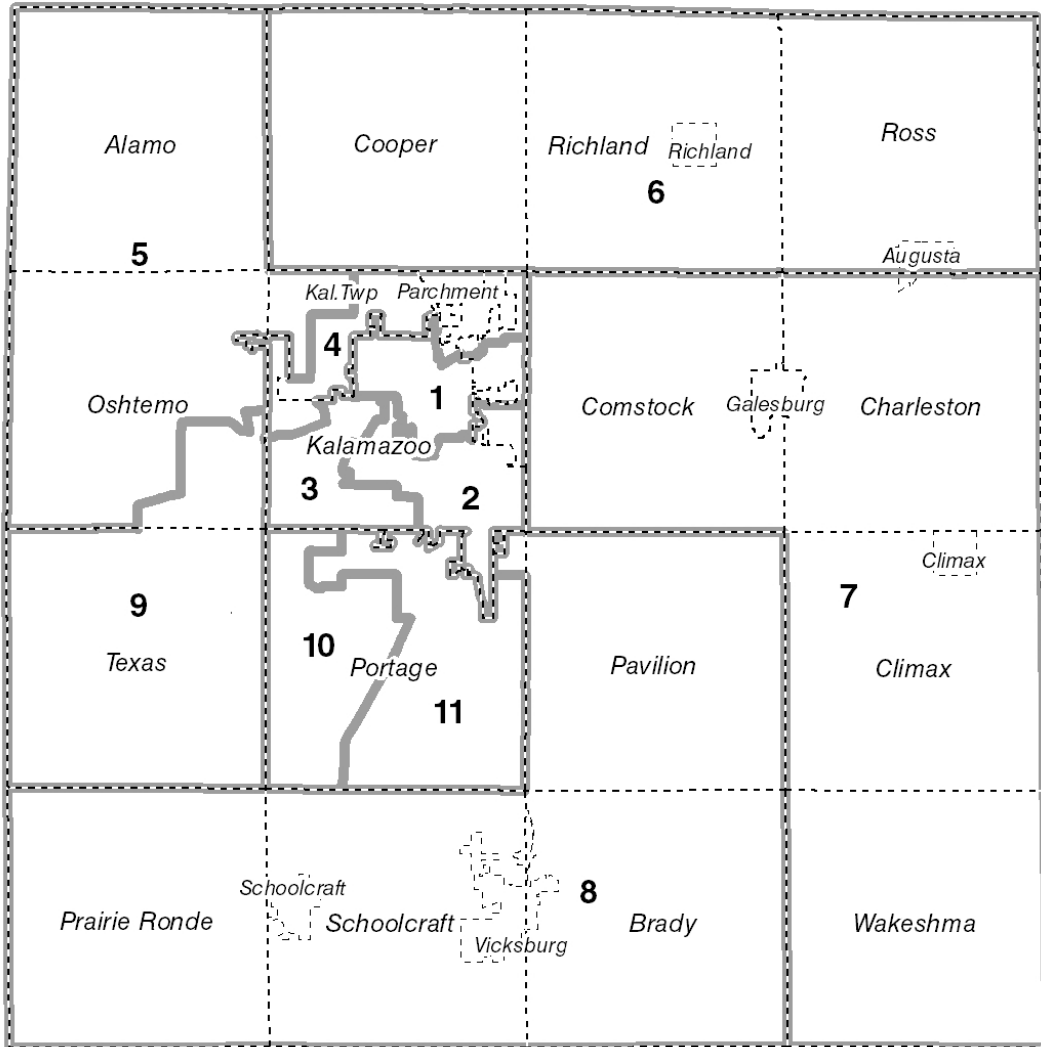 Alamo
Cooper
Richland
Richland
Ross
6
5
Augusta
Kal.Twp
Parchment
4
1
Oshtemo
Kalamazoo
Comstock
Galesburg
Charleston
3
2
Climax
9
7
Texas
10
Portage
11
Pavilion
Climax
Schoolcraft
8
Prairie Ronde
Schoolcraft
Vicksburg
Brady
Wakeshma